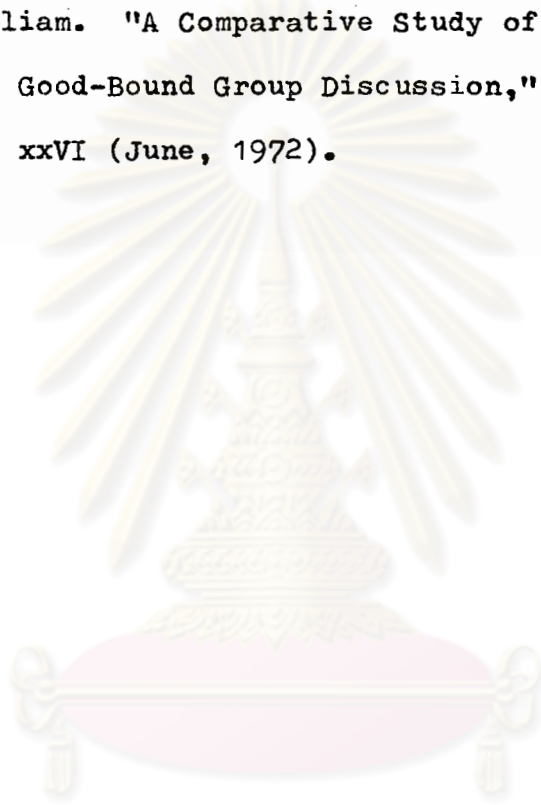 liam. "A Comparative Study of
Good-Bound Group Discussion,"
xxVI (June, 1972).